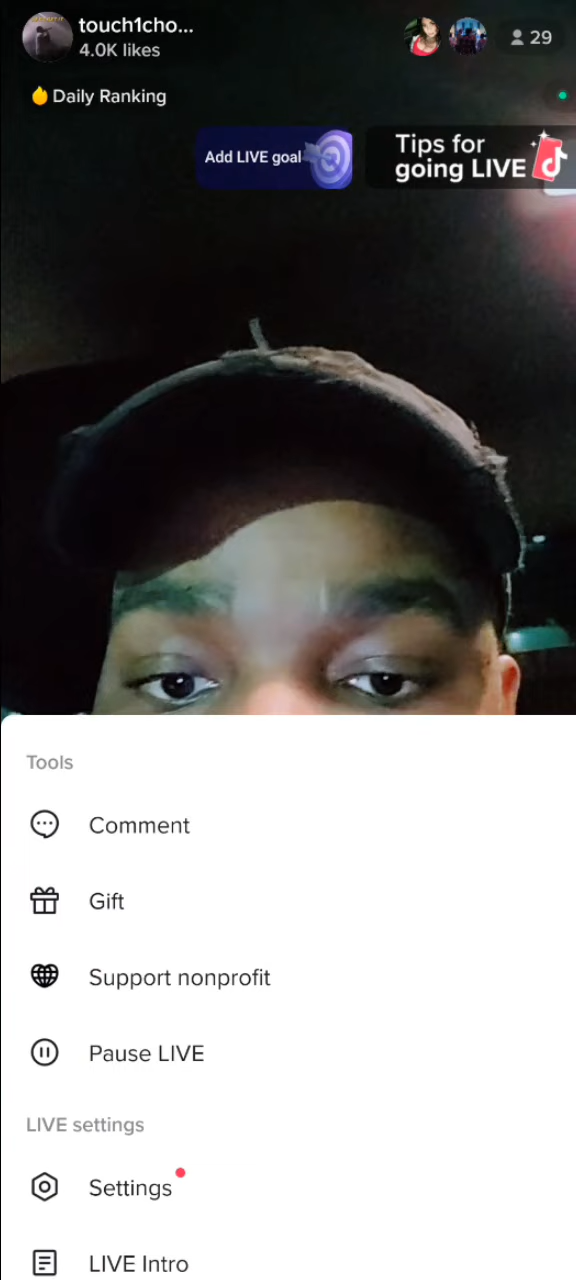 touch1cho...
4.0K likes
29
Daily Ranking
Add LIVE goal
Tips for
going LIVE
Tools
Comment
Gift
Support nonprofit
Pause LIVE
LIVE settings
Settings
LIVE Intro